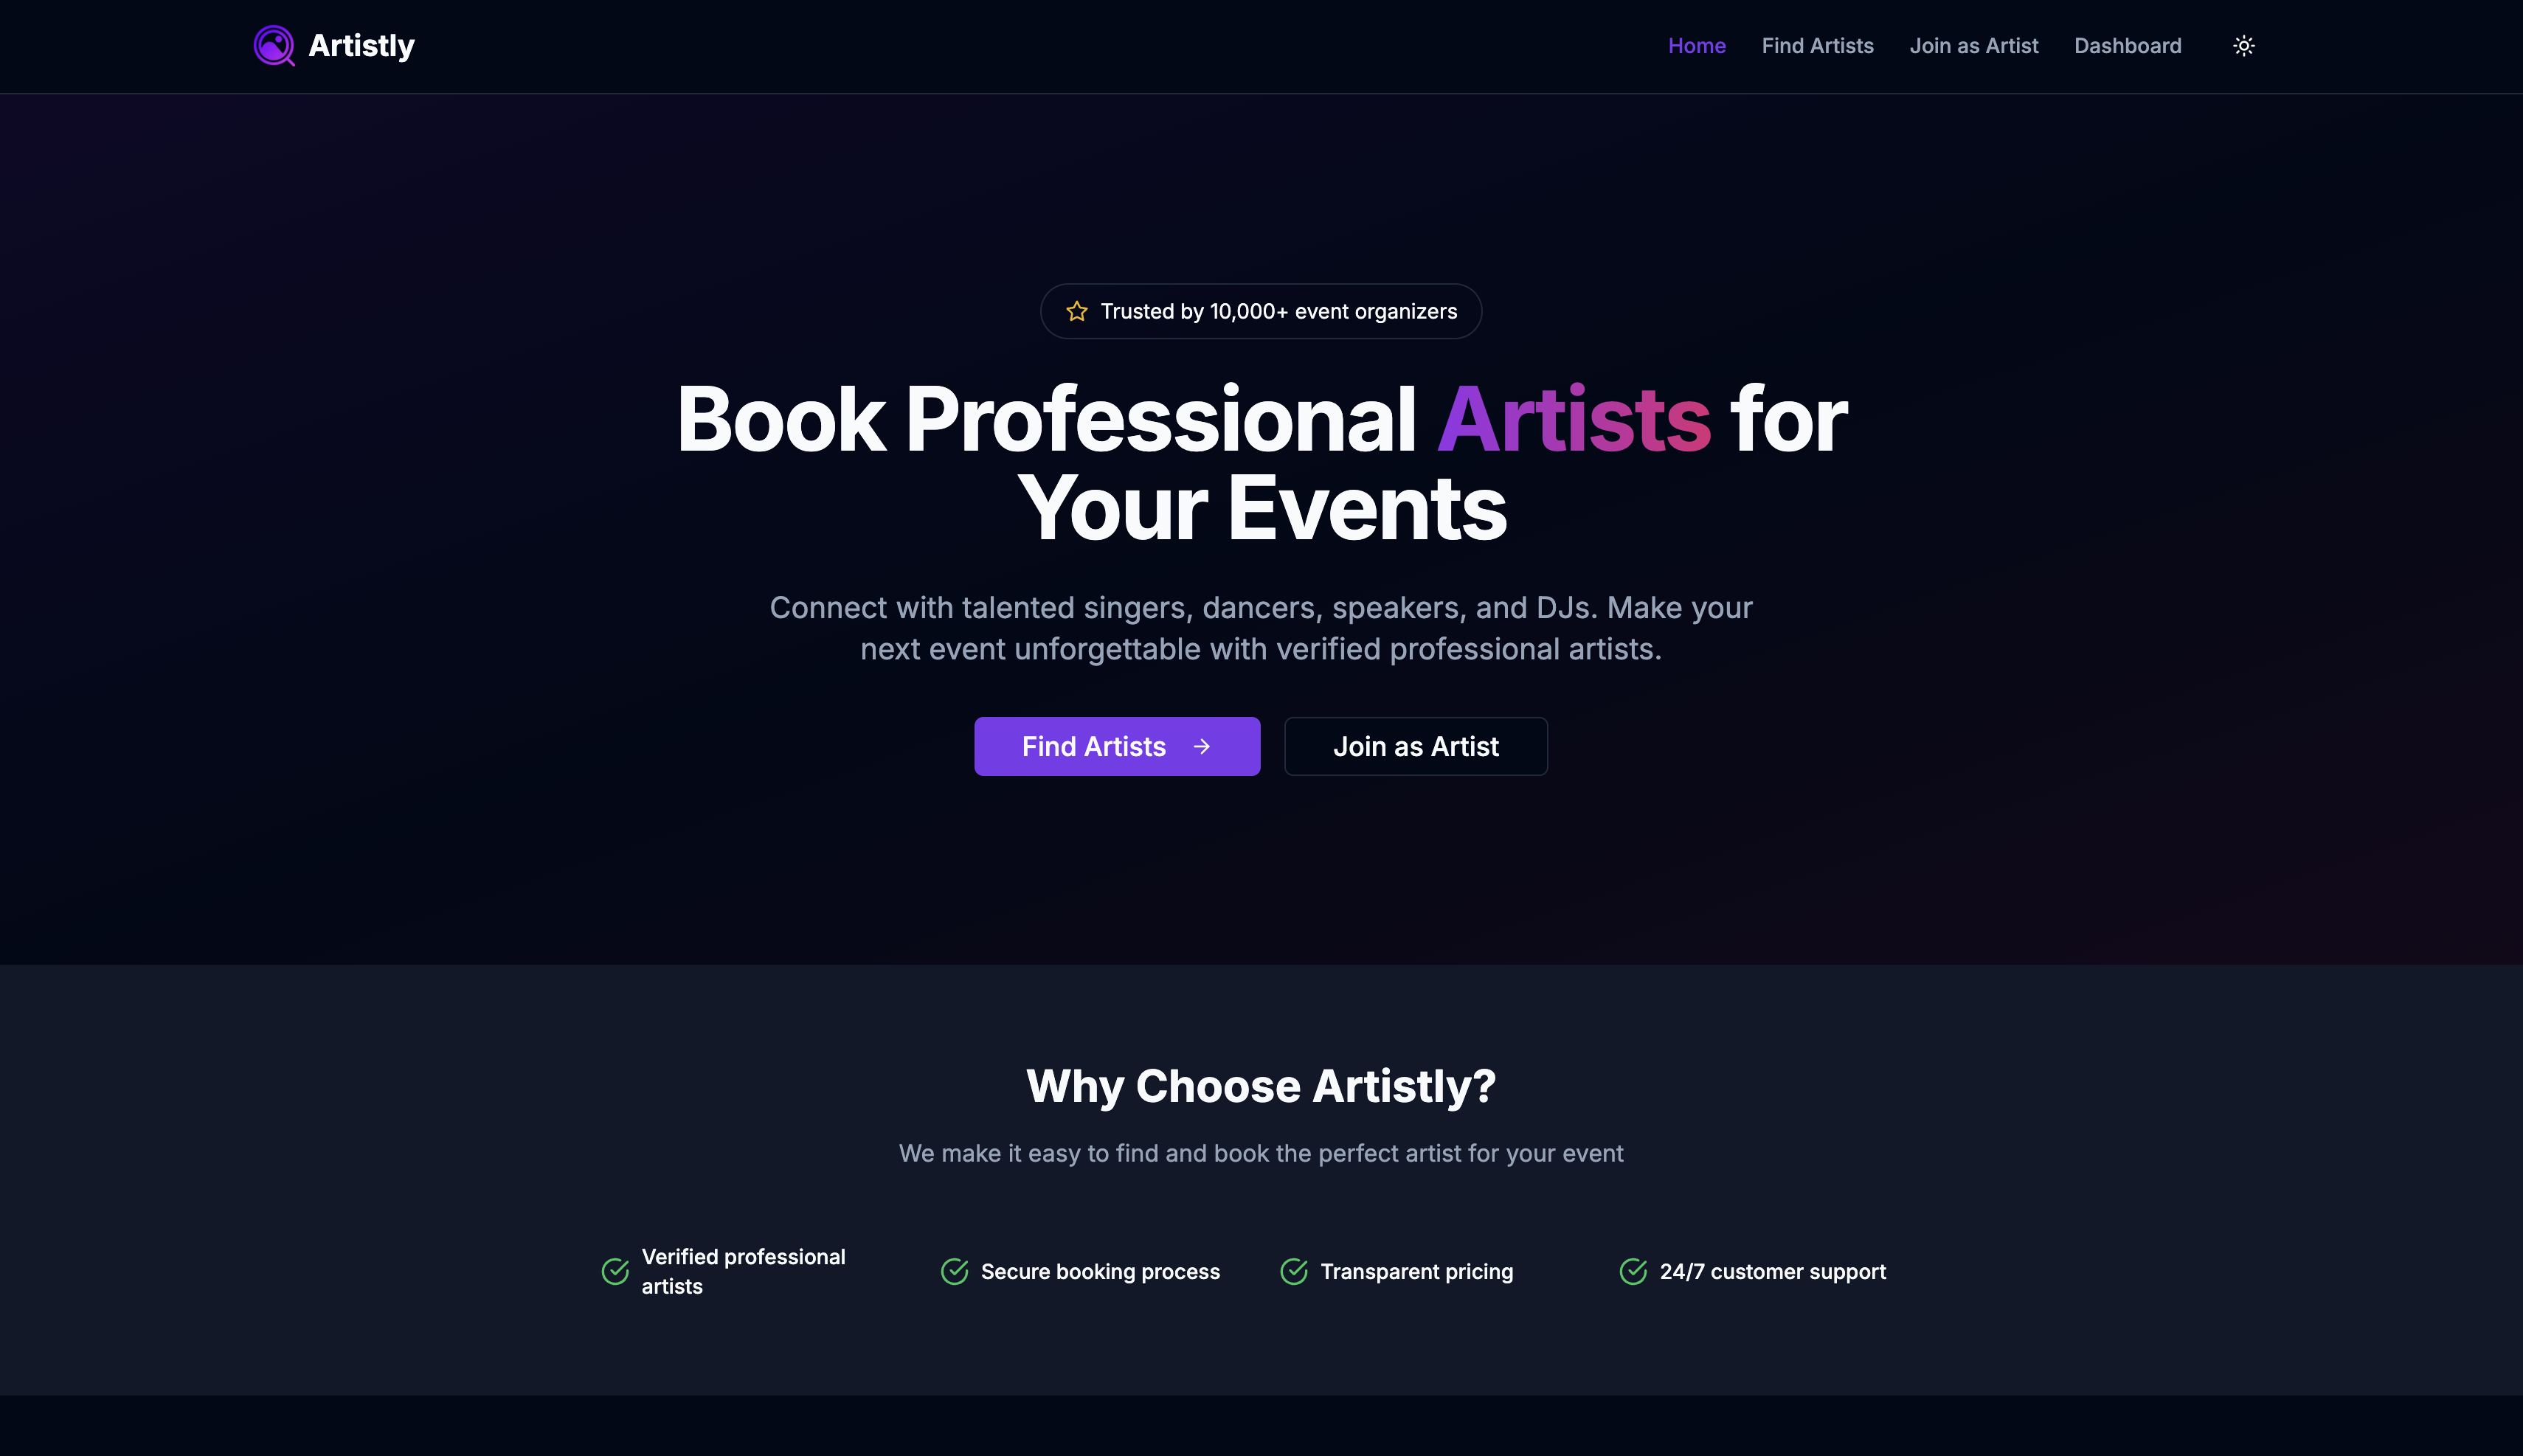 Artistly
Home Find Artists Join as Artist Dashboard
Trusted by 10,000+ event organizers
Book Professional Artists for
Your Events
Connect with talented singers, dancers, speakers, and DJs. Make your
next event unforgettable with verified professional artists.
Find Artists → Join as Artist
Why Choose Artistly?
We make it easy to find and book the perfect artist for your event
Verified professional
artists
Secure booking process
Transparent pricing
24/7 customer support